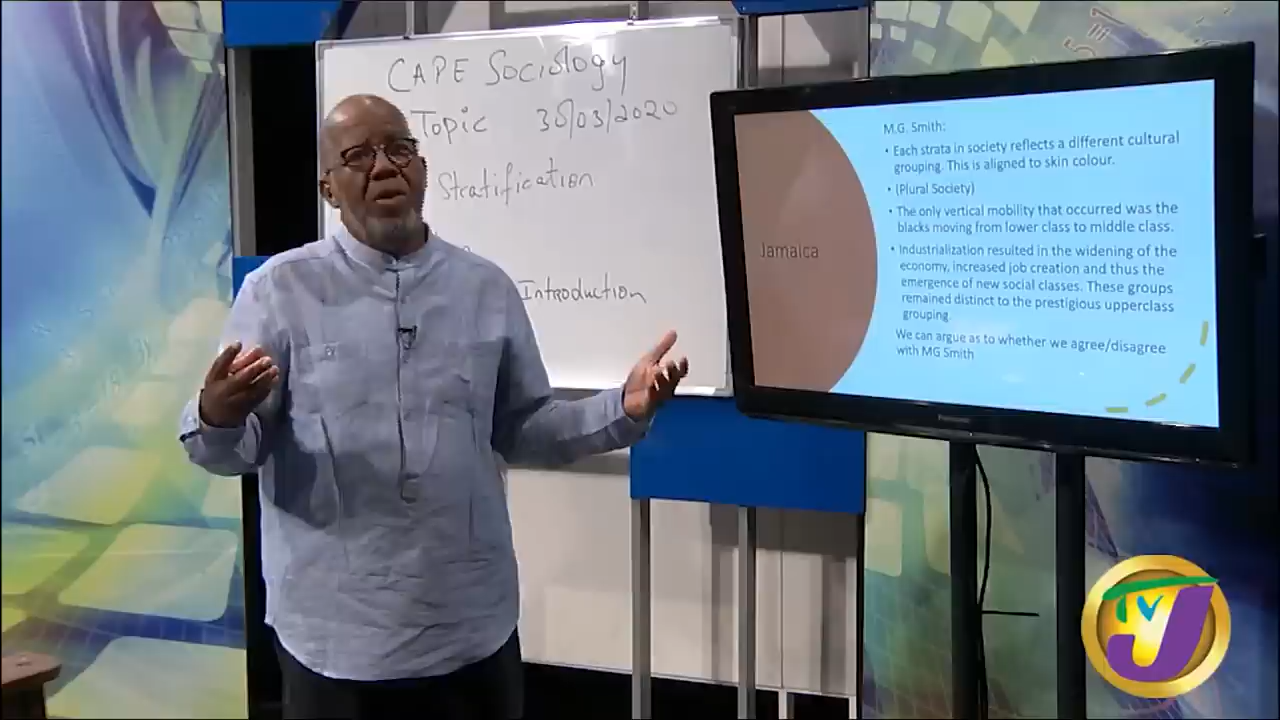 CAPE Sociology
Topic 30/03/2020
Stratification
Introduction
Jamaica
M.G. Smith:
• Each strata in society reflects a different cultural
grouping. This is aligned to skin colour.
• (Plural Society)
• The only vertical mobility that occurred was the
blacks moving from lower class to middle class.
• Industrialization resulted in the widening of the
economy, increased job creation and thus the
emergence of new social classes. These groups
remained distinct to the prestigious upperclass
grouping.
We can argue as to whether we agree/disagree
with MG Smith
TVJ